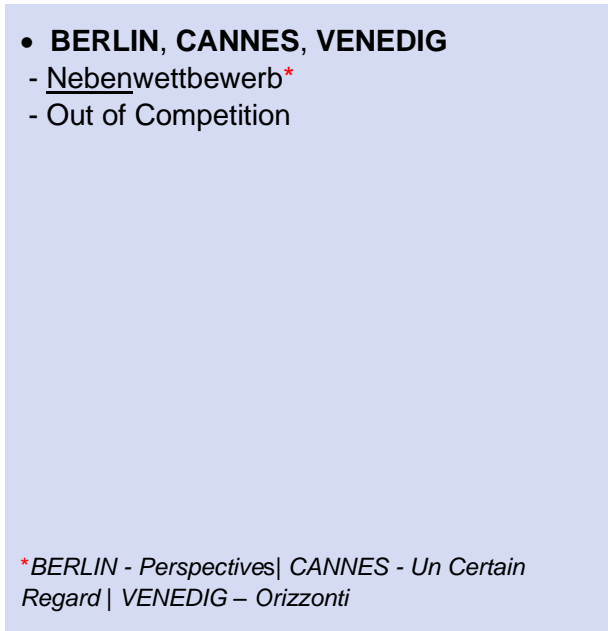 • BERLIN, CANNES, VENEDIG
- Nebenwettbewerb*
- Out of Competition
*BERLIN - Perspectives| CANNES - Un Certain
Regard | VENEDIG – Orizzonti